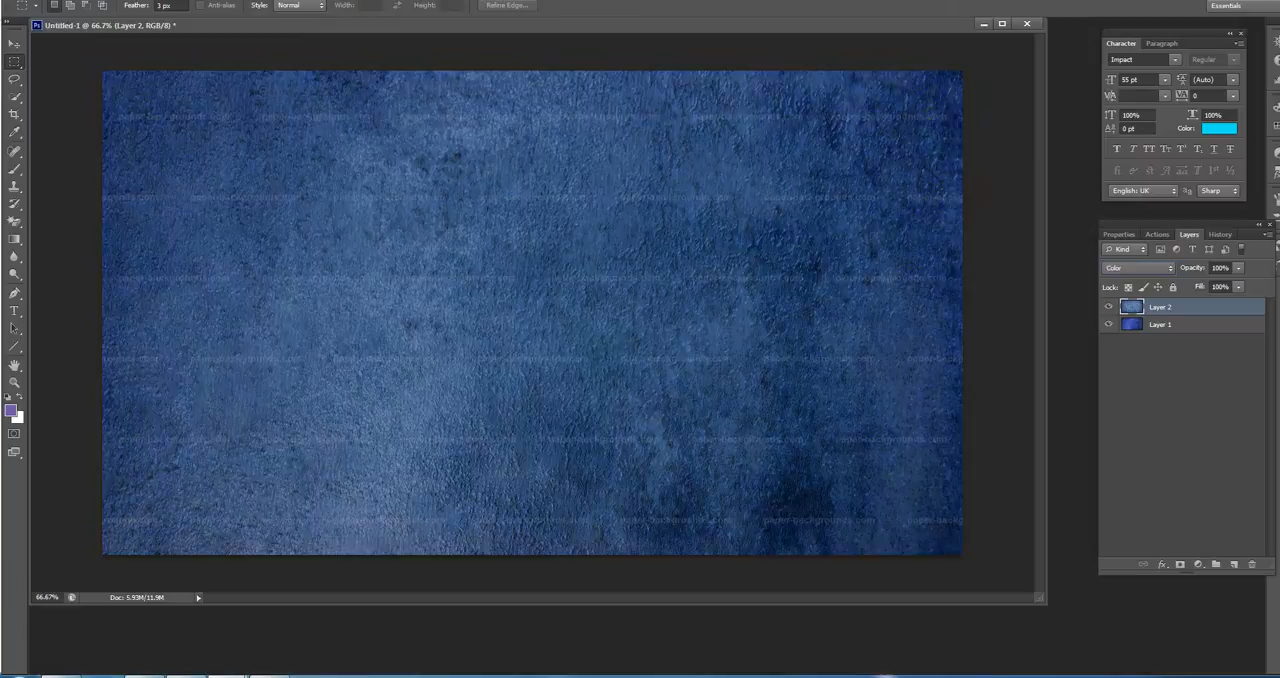 Feather: 3 px Anti-alias Style: Normal Width: Height: Refine Edge... Essentials
Ps Untitled-1 @ 66.7% (Layer 2, RGB/8) *
Character Paragraph
Impact Regular
55 pt (Auto)
0
100% 100%
0 pt Color:
English: UK Sharp
Properties Actions Layers History
Kind
Color Opacity: 100%
Lock: Fill: 100%
Layer 2
Layer 1
paper-backgrounds.com
66.67% Doc: 5.93M/11.9M